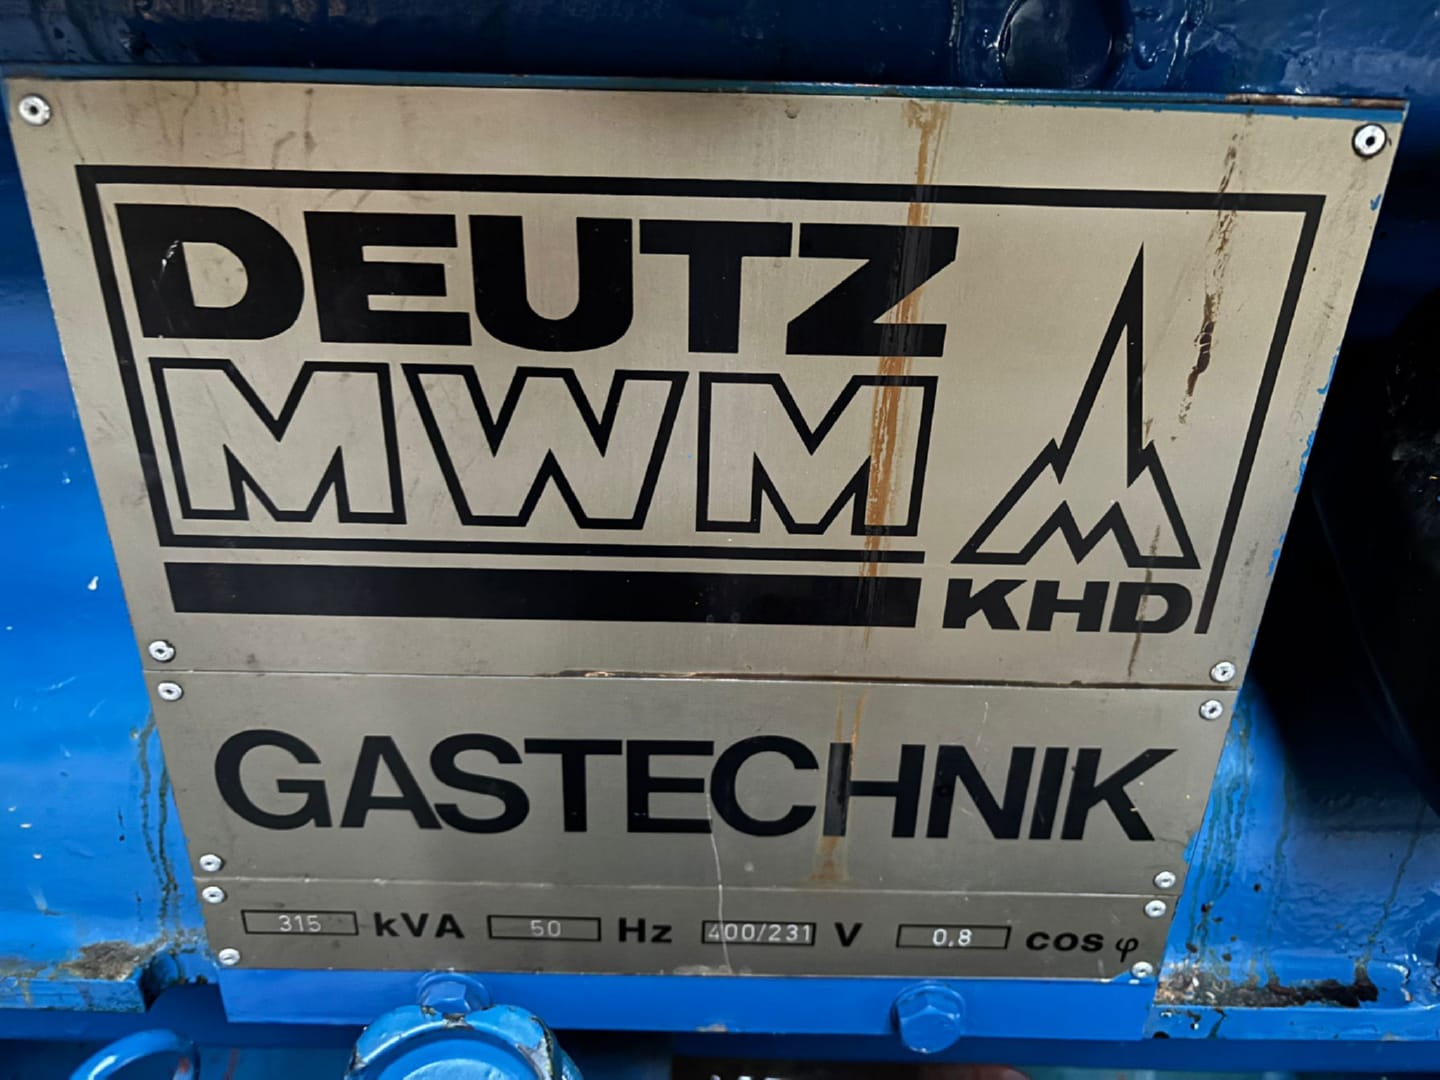 DEUTZ
MWM
KHD
GASTECHNIK
315 kVA 50 Hz 400/231 V 0,8 cos φ